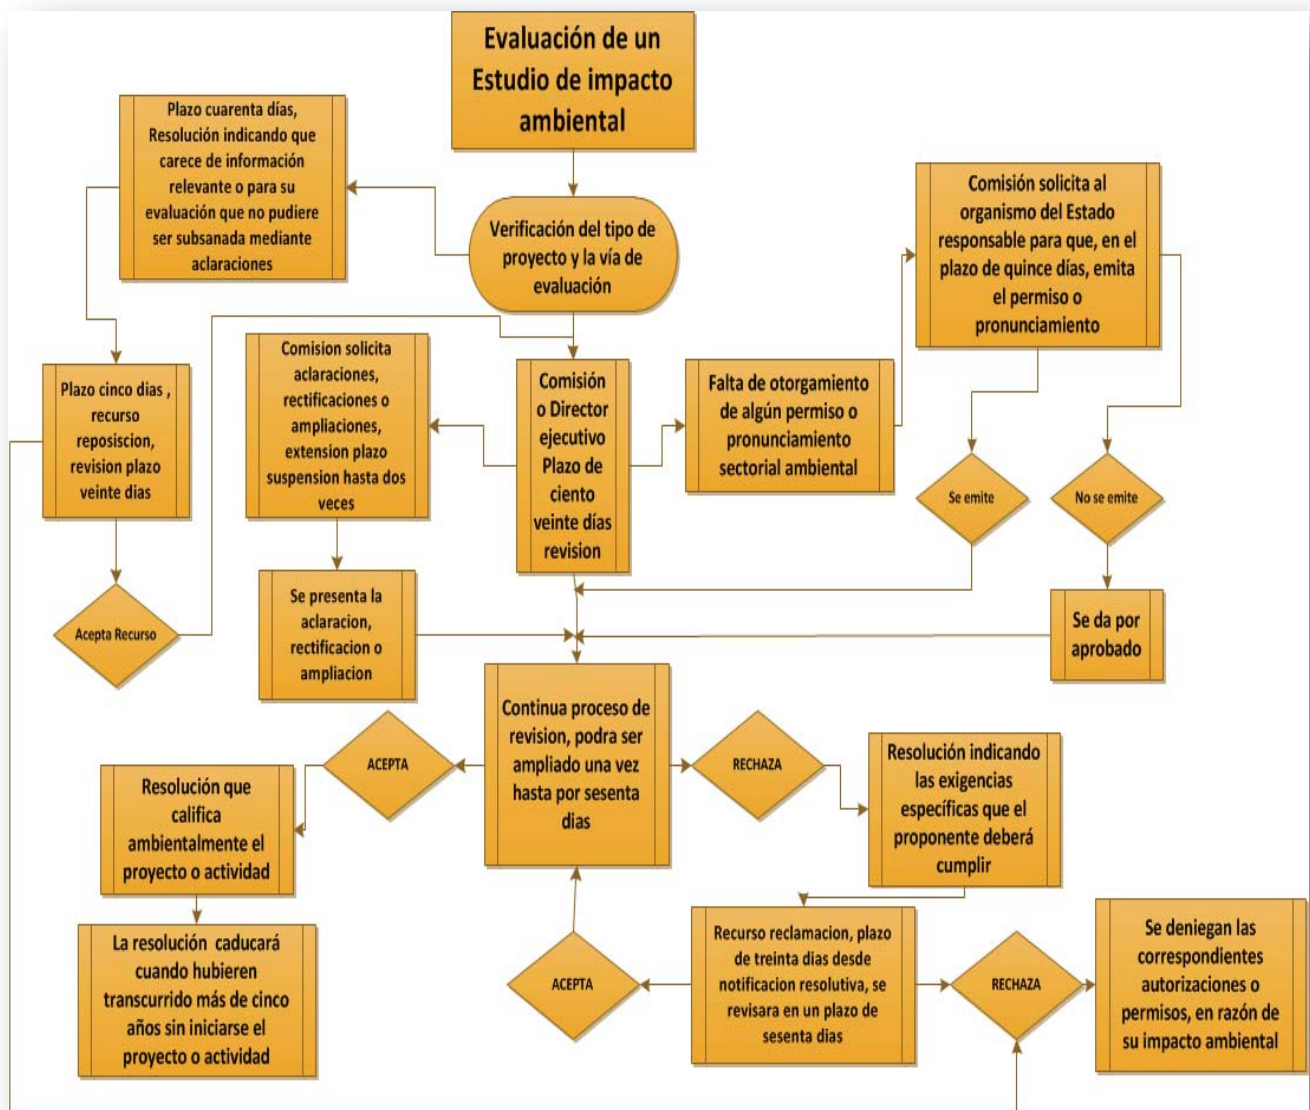 Evaluación de un
Estudio de impacto
ambiental
Plazo cuarenta días,
Resolución indicando que
carece de información
relevante o para su
evaluación que no pudiere
ser subsanada mediante
aclaraciones
Verificación del tipo de
proyecto y la vía de
evaluación
Comisión solicita al
organismo del Estado
responsable para que, en el
plazo de quince días, emita
el permiso o
pronunciamiento
Plazo cinco dias ,
recurso
reposiscion,
revision plazo
veinte dias
Comision solicita
aclaraciones,
rectificaciones o
ampliaciones,
extension plazo
suspension hasta dos
veces
Comisión
o Director
ejecutivo
Plazo de
ciento
veinte días
revision
Falta de otorgamiento
de algún permiso o
pronunciamiento
sectorial ambiental
Se emite
No se emite
Acepta Recurso
Se presenta la
aclaracion,
rectificacion o
ampliacion
Se da por
aprobado
Continua proceso de
revision, podra ser
ampliado una vez
hasta por sesenta
dias
ACEPTA
RECHAZA
Resolución que
califica
ambientalmente el
proyecto o actividad
Resolución indicando
las exigencias
específicas que el
proponente deberá
cumplir
La resolución  caducará
cuando hubieren
transcurrido más de cinco
años sin iniciarse el
proyecto o actividad
ACEPTA
Recurso reclamacion, plazo
de treinta dias desde
notificacion resolutiva, se
revisara en un plazo de
sesenta dias
RECHAZA
Se deniegan las
correspondientes
autorizaciones o
permisos, en razón de
su impacto ambiental